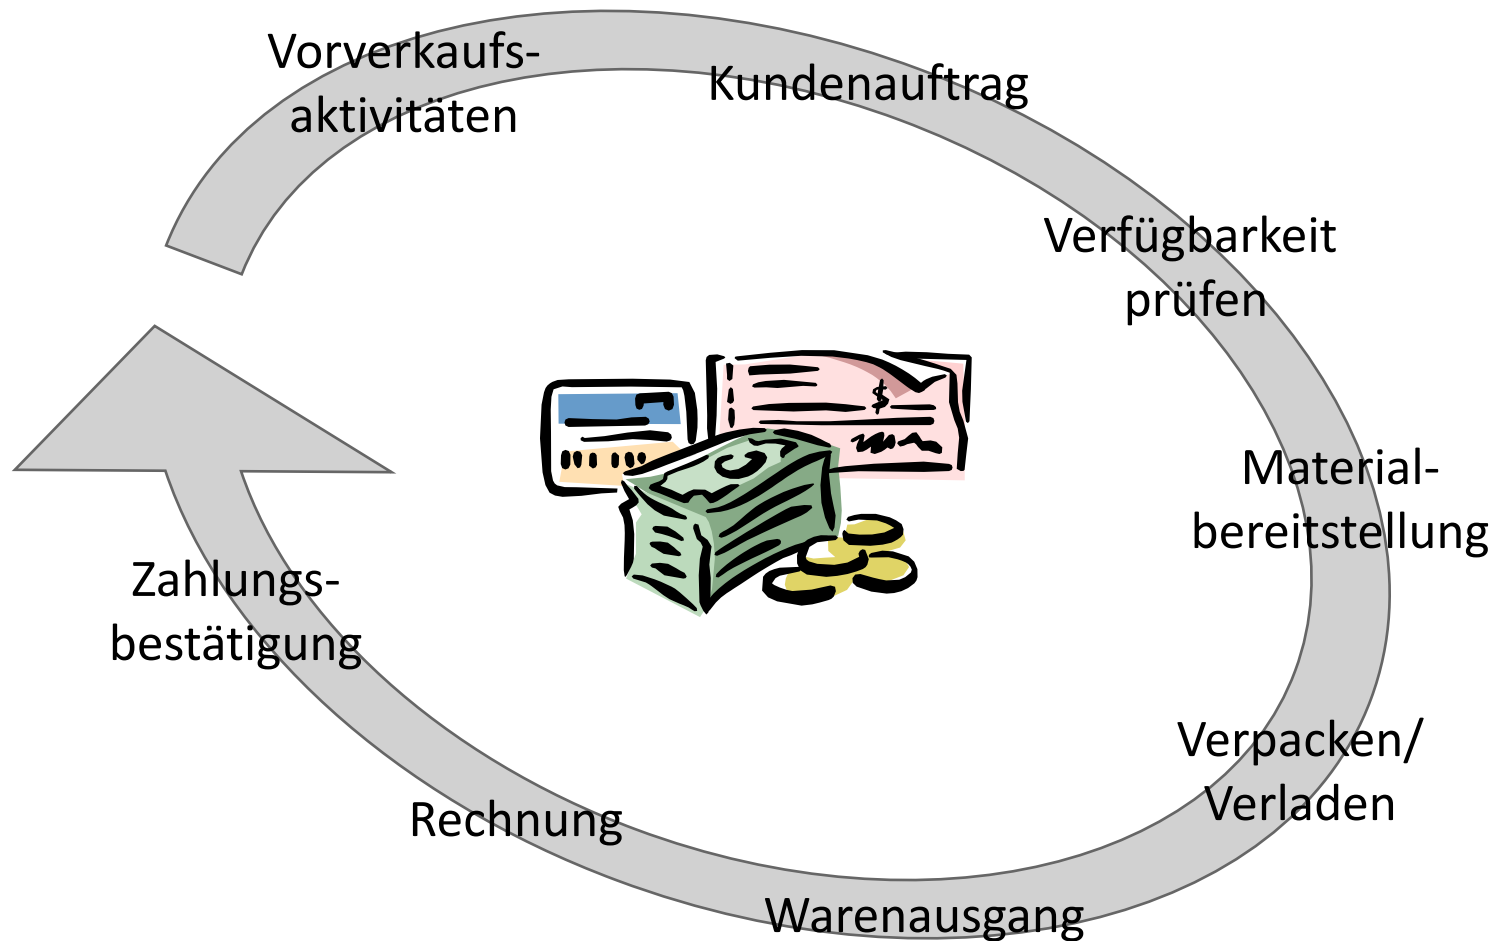 Vorverkaufs-
aktivitäten
Kundenauftrag
Verfügbarkeit
prüfen
Material-
bereitstellung
Verpacken/
Verladen
Warenausgang
Rechnung
Zahlungs-
bestätigung
$